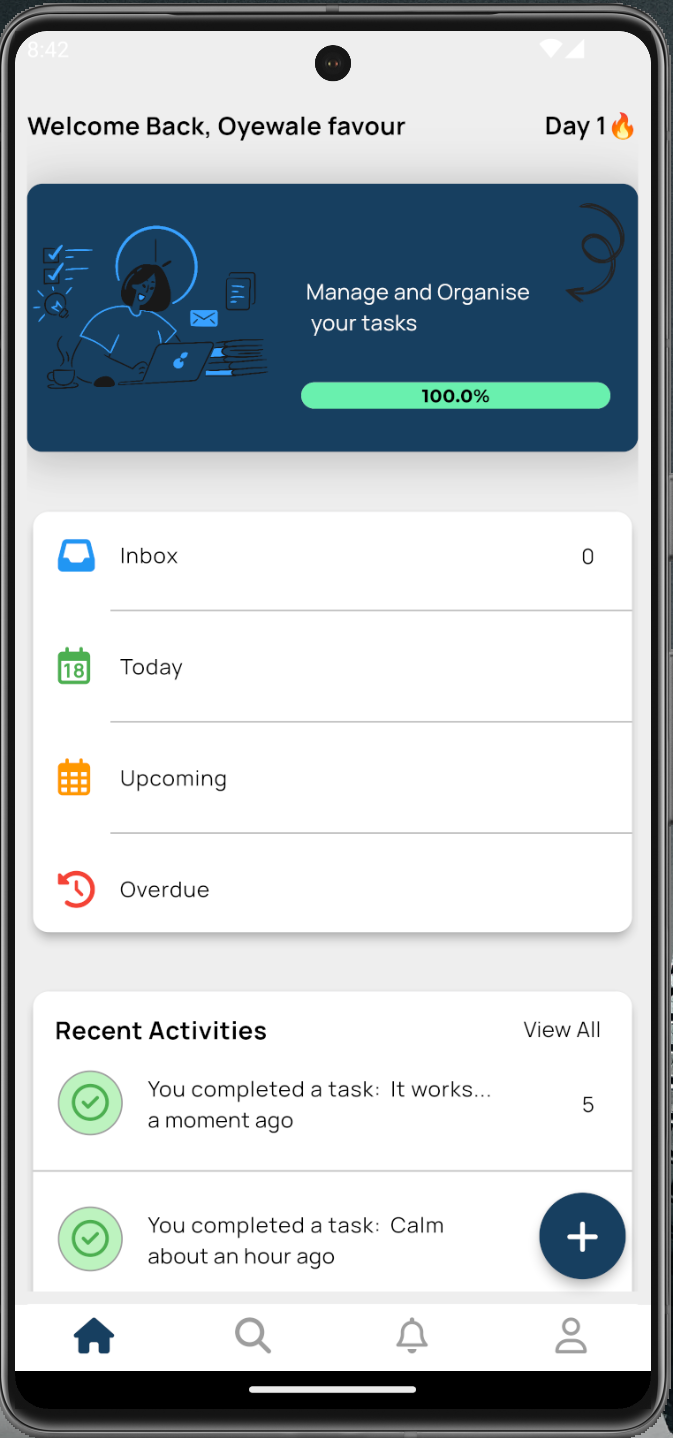 8:42
Welcome Back, Oyewale favour
Day 1🔥
Manage and Organise
your tasks
100.0%
Inbox
0
18
Today
Upcoming
Overdue
Recent Activities
View All
You completed a task:  It works...
a moment ago
5
You completed a task:  Calm
about an hour ago